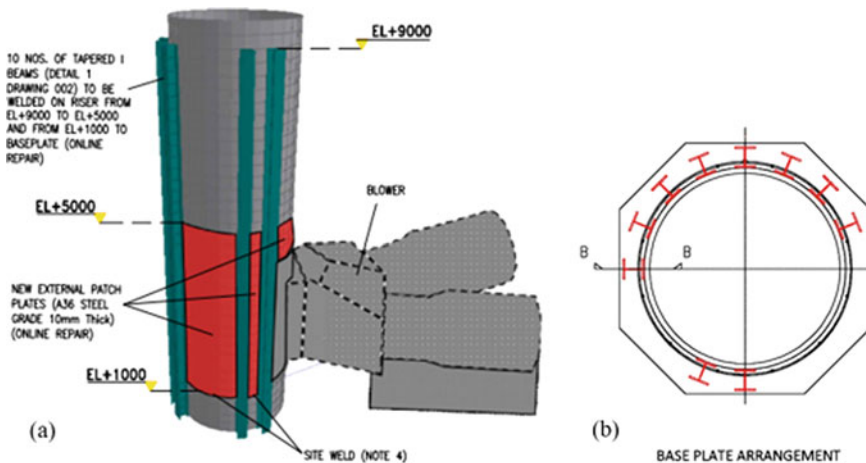 EL+9000
10 NOS. OF TAPERED I
BEAMS (DETAIL 1
DRAWING 002) TO BE
WELDED ON RISER FROM
EL+9000 TO EL+5000
AND FROM EL+1000 TO
BASEPLATE (ONLINE
REPAIR)
BLOWER
EL+5000
NEW EXTERNAL PATCH
PLATES (A36 STEEL
GRADE 10mm Thick)
(ONLINE REPAIR)
EL+1000
(a)
SITE WELD (NOTE 4)
B
B
(b)
BASE PLATE ARRANGEMENT